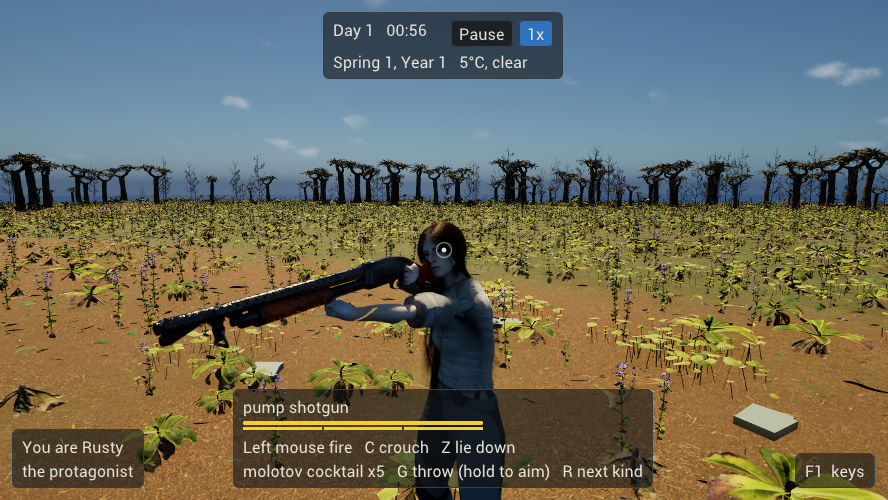 Day 1 00:56 Pause 1x
Spring 1, Year 1 5°C, clear
pump shotgun
Left mouse fire C crouch Z lie down
molotov cocktail x5 G throw (hold to aim) R next kind
You are Rusty
the protagonist
F1 keys